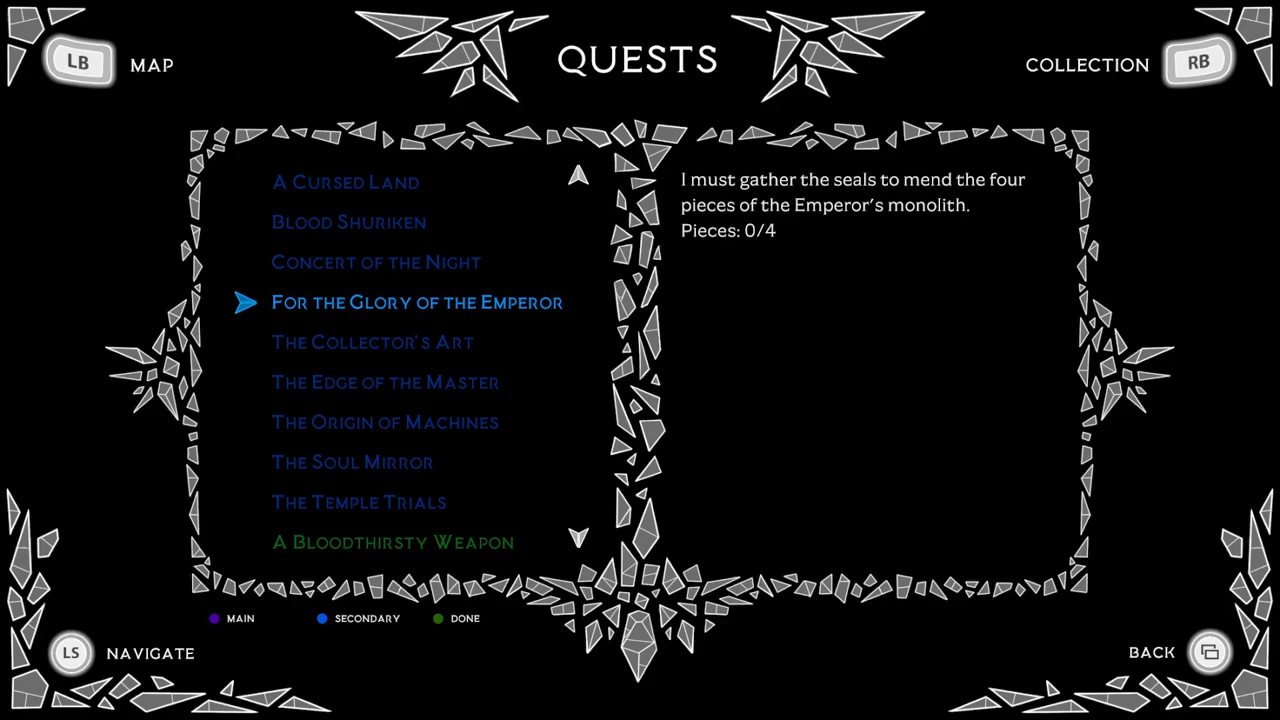 LB MAP
QUESTS
COLLECTION RB
A Cursed Land
Blood Shuriken
Concert of the Night
For the Glory of the Emperor
The Collector's Art
The Edge of the Master
The Origin of Machines
The Soul Mirror
The Temple Trials
A Bloodthirsty Weapon
I must gather the seals to mend the four
pieces of the Emperor's monolith.
Pieces: 0/4
MAIN SECONDARY DONE
LS NAVIGATE
BACK